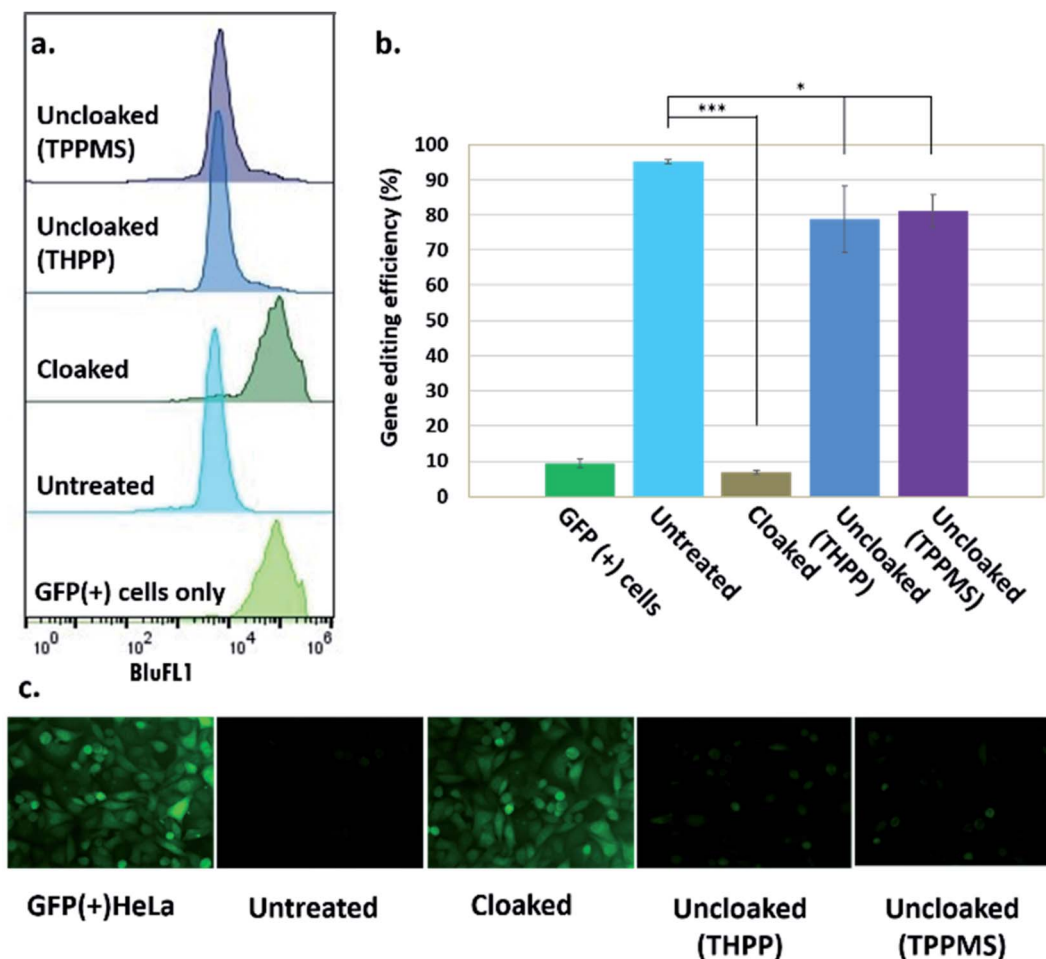 a.
Uncloaked
(TPPMS)
Uncloaked
(THPP)
Cloaked
Untreated
GFP(+) cells only
10^0 10^2 10^4 10^6
BluFL1
b.
*
***
Gene editing efficiency (%)
100
90
80
70
60
50
40
30
20
10
0
GFP (+) cells
Untreated
Cloaked
Uncloaked
(THPP)
Uncloaked
(TPPMS)
c.
GFP(+)HeLa
Untreated
Cloaked
Uncloaked
(THPP)
Uncloaked
(TPPMS)